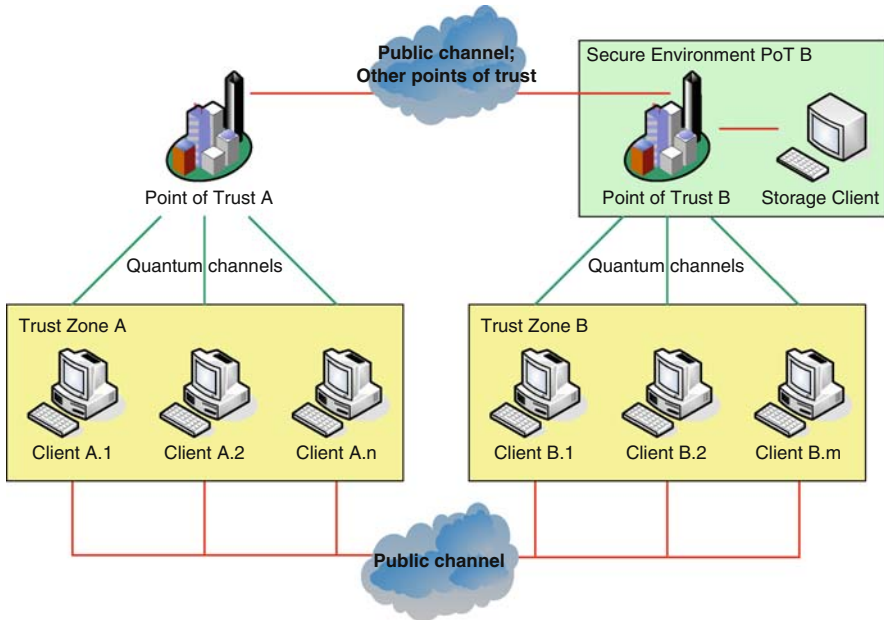 Public channel;
Other points of trust
Secure Environment PoT B
Point of Trust A
Point of Trust B
Storage Client
Quantum channels
Quantum channels
Trust Zone A
Trust Zone B
Client A.1
Client A.2
Client A.n
Client B.1
Client B.2
Client B.m
Public channel